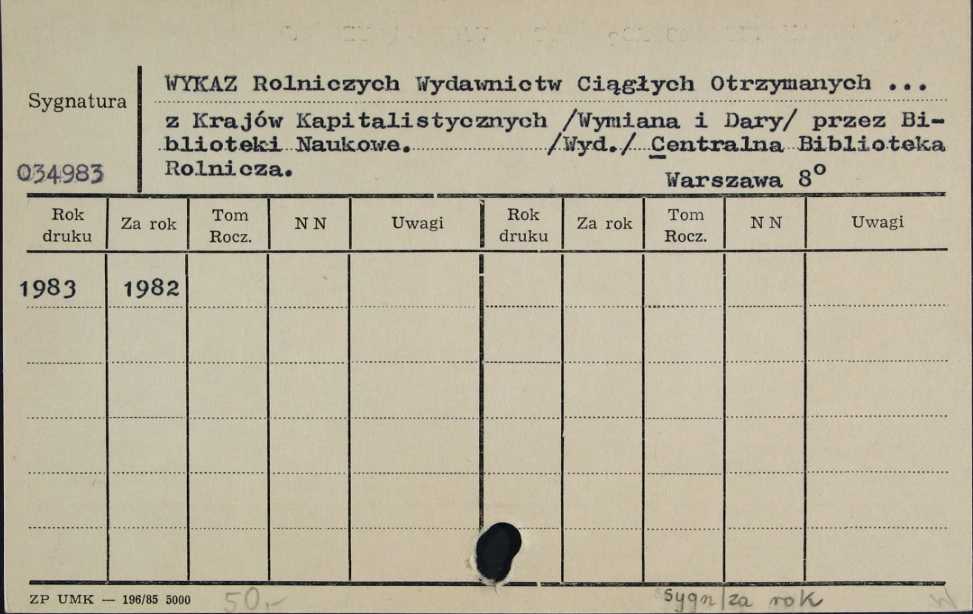 Sygnatura
034983
WYKAZ Rolniczych Wydawnictw Ciągłych Otrzymanych ...
z Krajów Kapitalistycznych /Wymiana i Dary/ przez Bi-
blioteki Naukowe. /Wyd./ Centralna Biblioteka
Rolnicza. Warszawa 8°
Rok druku Za rok Tom Rocz. N N Uwagi Rok druku Za rok Tom Rocz. N N Uwagi
1983 1982
ZP UMK — 196/85 5000 50,- Sygn/za rok